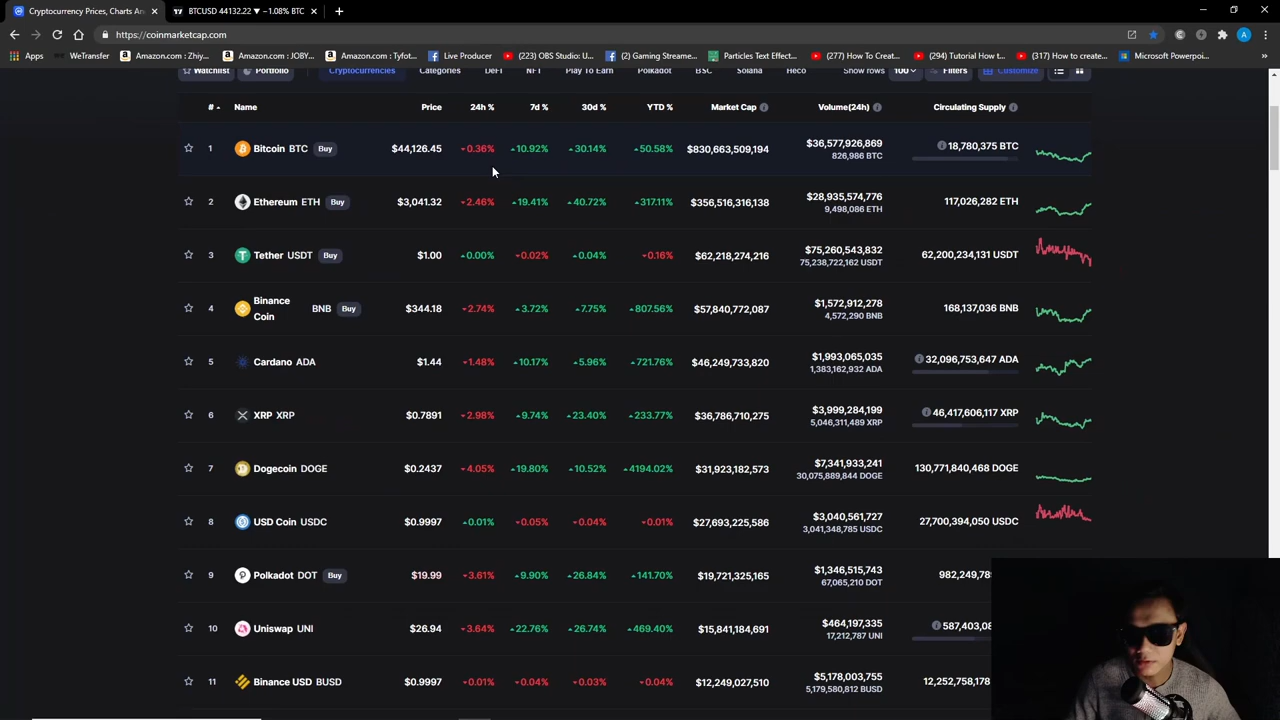 Cryptocurrency Prices, Charts An
BTCUSD 44132.22 ▼ −1.08% BTC
https://coinmarketcap.com
Apps WeTransfer Amazon.com : Zhiy... Amazon.com : JOBY... Amazon.com : Tyfot... Live Producer (223) OBS Studio: U... (2) Gaming Streame... Particles Text Effect... (277) How To Creat... (294) Tutorial How t... (317) How to create... Microsoft Powerpoi...
Watchlist Portfolio Cryptocurrencies Categories DeFi NFT Play To Earn Polkadot BSC Solana Heco Show rows 100 Filters Customize
# Name Price 24h % 7d % 30d % YTD % Market Cap Volume(24h) Circulating Supply
1 Bitcoin BTC Buy $44,126.45 0.36% 10.92% 30.14% 50.58% $830,663,509,194 $36,577,926,869 18,780,375 BTC
826,986 BTC
2 Ethereum ETH Buy $3,041.32 2.46% 19.41% 40.72% 317.11% $356,516,316,138 $28,935,574,776 117,026,282 ETH
9,498,086 ETH
3 Tether USDT Buy $1.00 0.00% 0.02% 0.04% 0.16% $62,218,274,216 $75,260,543,832 62,200,234,131 USDT
75,238,722,162 USDT
4 Binance Coin BNB Buy $344.18 2.74% 3.72% 7.75% 807.56% $57,840,772,087 $1,572,912,278 168,137,036 BNB
4,572,290 BNB
5 Cardano ADA $1.44 1.48% 10.17% 5.96% 721.76% $46,249,733,820 $1,993,065,035 32,096,753,647 ADA
1,383,162,932 ADA
6 XRP XRP $0.7891 2.98% 9.74% 23.40% 233.77% $36,786,710,275 $3,999,284,199 46,417,606,117 XRP
5,046,311,489 XRP
7 Dogecoin DOGE $0.2437 4.05% 19.80% 10.52% 4194.02% $31,923,182,573 $7,341,933,241 130,771,840,468 DOGE
30,075,889,844 DOGE
8 USD Coin USDC $0.9997 0.01% 0.05% 0.04% 0.01% $27,693,225,586 $3,040,561,727 27,700,394,050 USDC
3,041,348,785 USDC
9 Polkadot DOT Buy $19.99 3.61% 9.90% 26.84% 141.70% $19,721,325,165 $1,346,515,743 982,249,78
67,065,210 DOT
10 Uniswap UNI $26.94 3.64% 22.76% 26.74% 469.40% $15,841,184,691 $464,197,335 587,403,08
17,212,787 UNI
11 Binance USD BUSD $0.9997 0.01% 0.04% 0.03% 0.04% $12,249,027,510 $5,178,003,755 12,252,758,178
5,179,580,812 BUSD